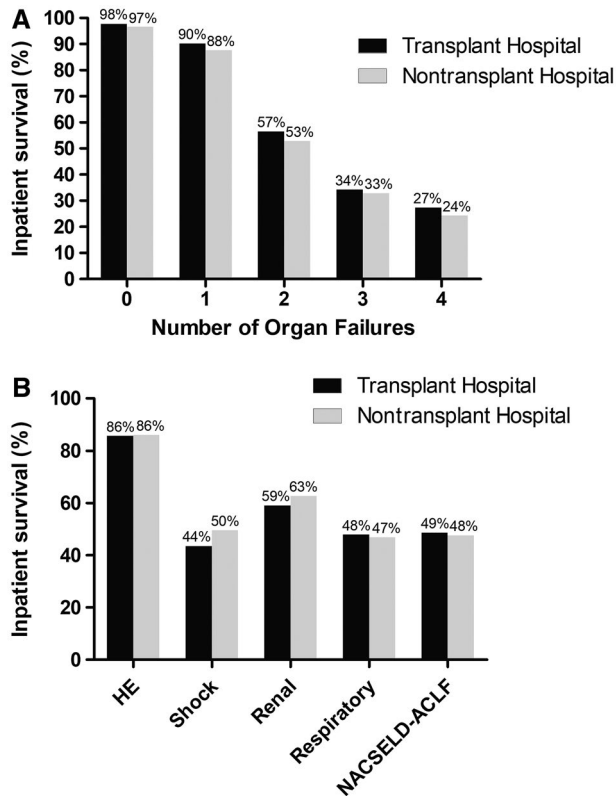 A
Inpatient survival (%)
100
90
80
70
60
50
40
30
20
10
0
98% 97%
90% 88%
57% 53%
34% 33%
27% 24%
Transplant Hospital
Nontransplant Hospital
0 1 2 3 4
Number of Organ Failures
B
Transplant Hospital
Nontransplant Hospital
Inpatient survival (%)
100
80
60
40
20
0
86% 86%
44% 50%
59% 63%
48% 47%
49% 48%
HE
Shock
Renal
Respiratory
NACSELD-ACLF